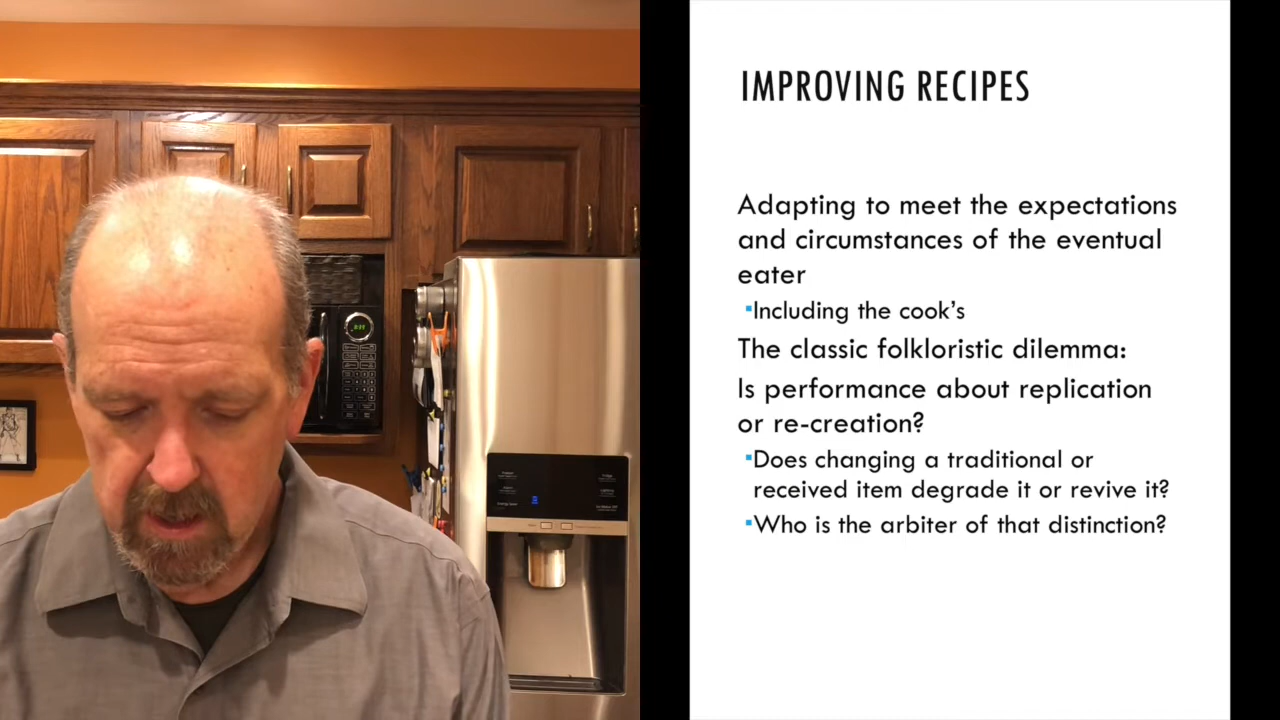 IMPROVING RECIPES
Adapting to meet the expectations
and circumstances of the eventual
eater
▪Including the cook's
The classic folkloristic dilemma:
Is performance about replication
or re-creation?
▪Does changing a traditional or
received item degrade it or revive it?
▪Who is the arbiter of that distinction?